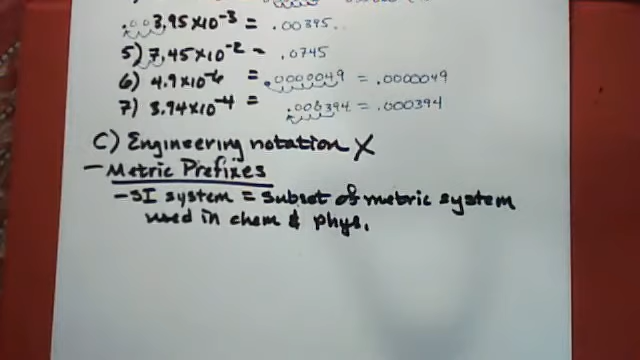 .003.95x10⁻³ = .00395.
5) 7.45x10⁻² = .0745
6) 4.9x10⁻⁶ = .0000049 = .0000049
7) 3.94x10⁻⁴ = .000394 = .000394
C) Engineering notation X
- Metric Prefixes
- SI system = subset of metric system
used in chem & phys.